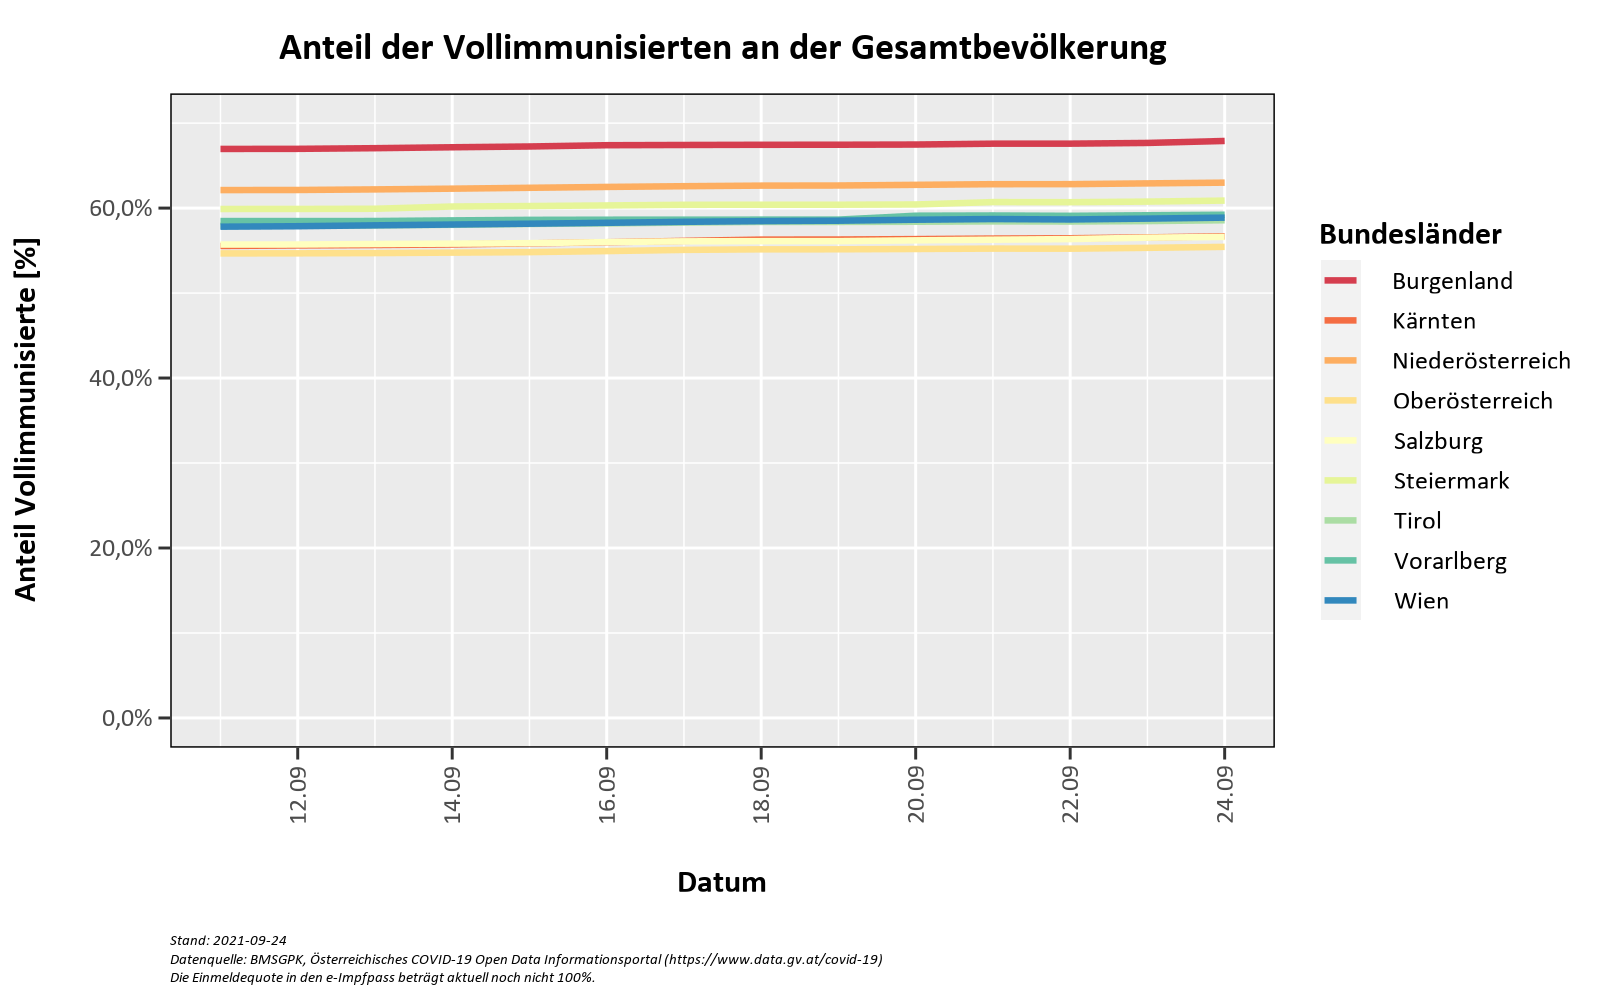 Anteil der Vollimmunisierten an der Gesamtbevölkerung
Anteil Vollimmunisierte [%]
60,0%
40,0%
20,0%
0,0%
12.09
14.09
16.09
18.09
20.09
22.09
24.09
Datum
Bundesländer
Burgenland
Kärnten
Niederösterreich
Oberösterreich
Salzburg
Steiermark
Tirol
Vorarlberg
Wien
Stand: 2021-09-24
Datenquelle: BMSGPK, Österreichisches COVID-19 Open Data Informationsportal (https://www.data.gv.at/covid-19)
Die Einmeldequote in den e-Impfpass beträgt aktuell noch nicht 100%.